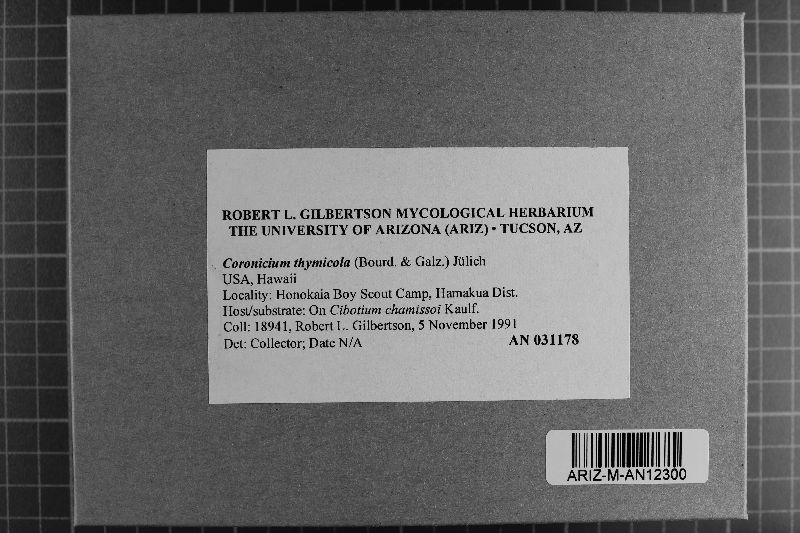 ROBERT L. GILBERTSON MYCOLOGICAL HERBARIUM
THE UNIVERSITY OF ARIZONA (ARIZ) • TUCSON, AZ
Coronicium thymicola (Bourd. & Galz.) Jülich
USA, Hawaii
Locality: Honokaia Boy Scout Camp, Hamakua Dist.
Host/substrate: On Cibotium chamissoi Kaulf.
Coll: 18941, Robert L. Gilbertson, 5 November 1991
Det: Collector; Date N/A AN 031178
ARIZ-M-AN12300